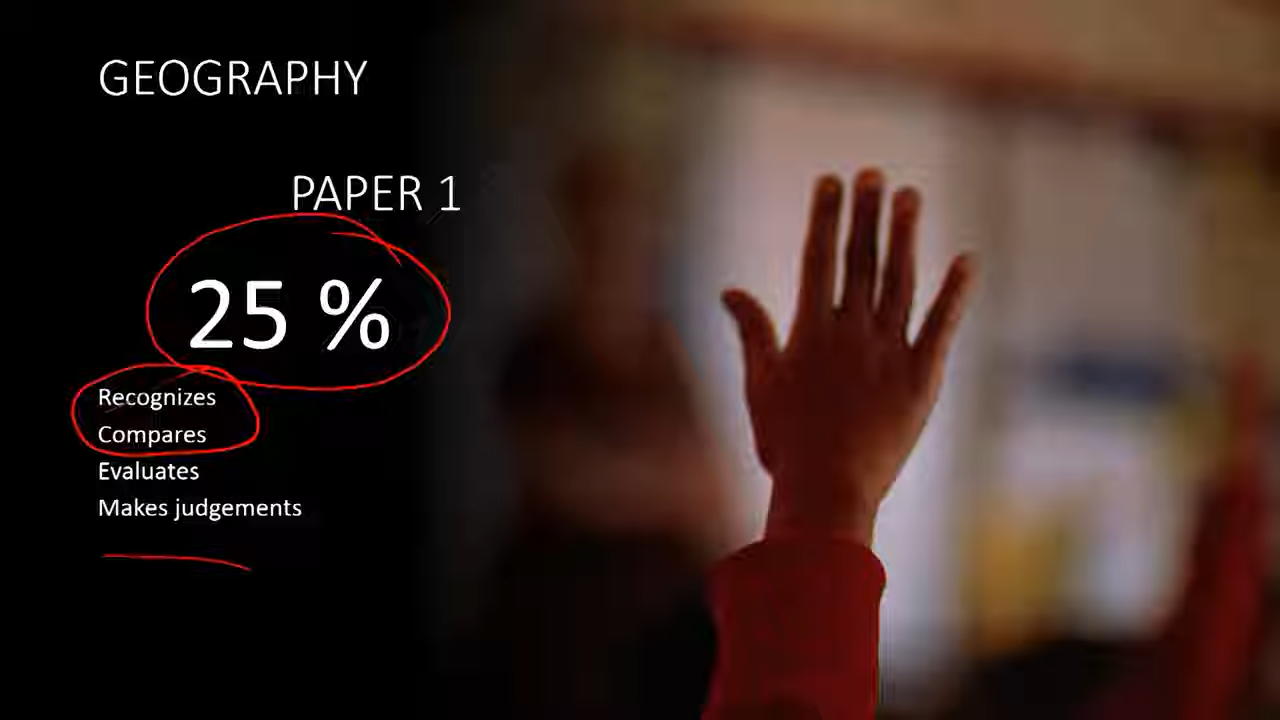 GEOGRAPHY
PAPER 1
25 %
Recognizes
Compares
Evaluates
Makes judgements